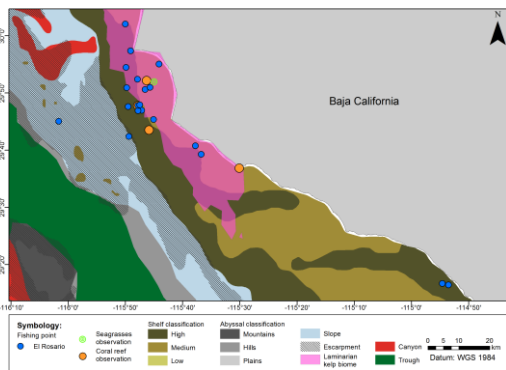 N
30°0'
Baja California
29°50'
29°40'
29°30'
29°20'
-116°10' -116°0' -115°50' -115°40' -115°30' -115°20' -115°10' -115°0' -114°50'
Symbology:
Fishing point
El Rosario
Seagrasses
observation
Coral reef
observation
Shelf classification
High
Medium
Low
Abyssal classification
Mountains
Hills
Plains
Slope
Escarpment
Laminarian
kelp biome
Canyon
Trough
0 5 10 20
km
Datum: WGS 1984